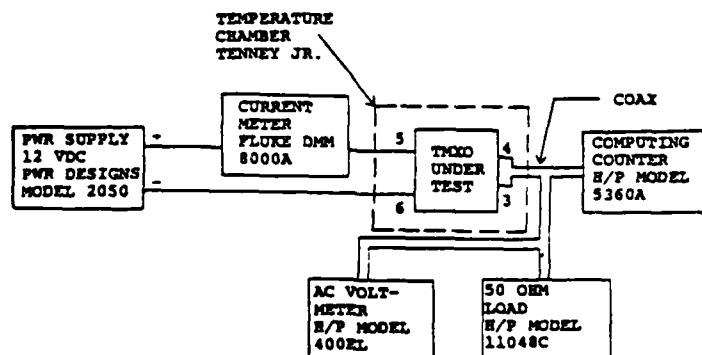 TEMPERATURE
CHAMBER
TENNEY JR.
COAX
CURRENT
METER
FLUKE DMM
8000A
PWR SUPPLY
12 VDC
PWR DESIGNS
MODEL 2050
+
-
5
6
TMXO
UNDER
TEST
4
3
COMPUTING
COUNTER
H/P MODEL
5360A
AC VOLT-
METER
H/P MODEL
400EL
50 OHM
LOAD
H/P MODEL
11048C